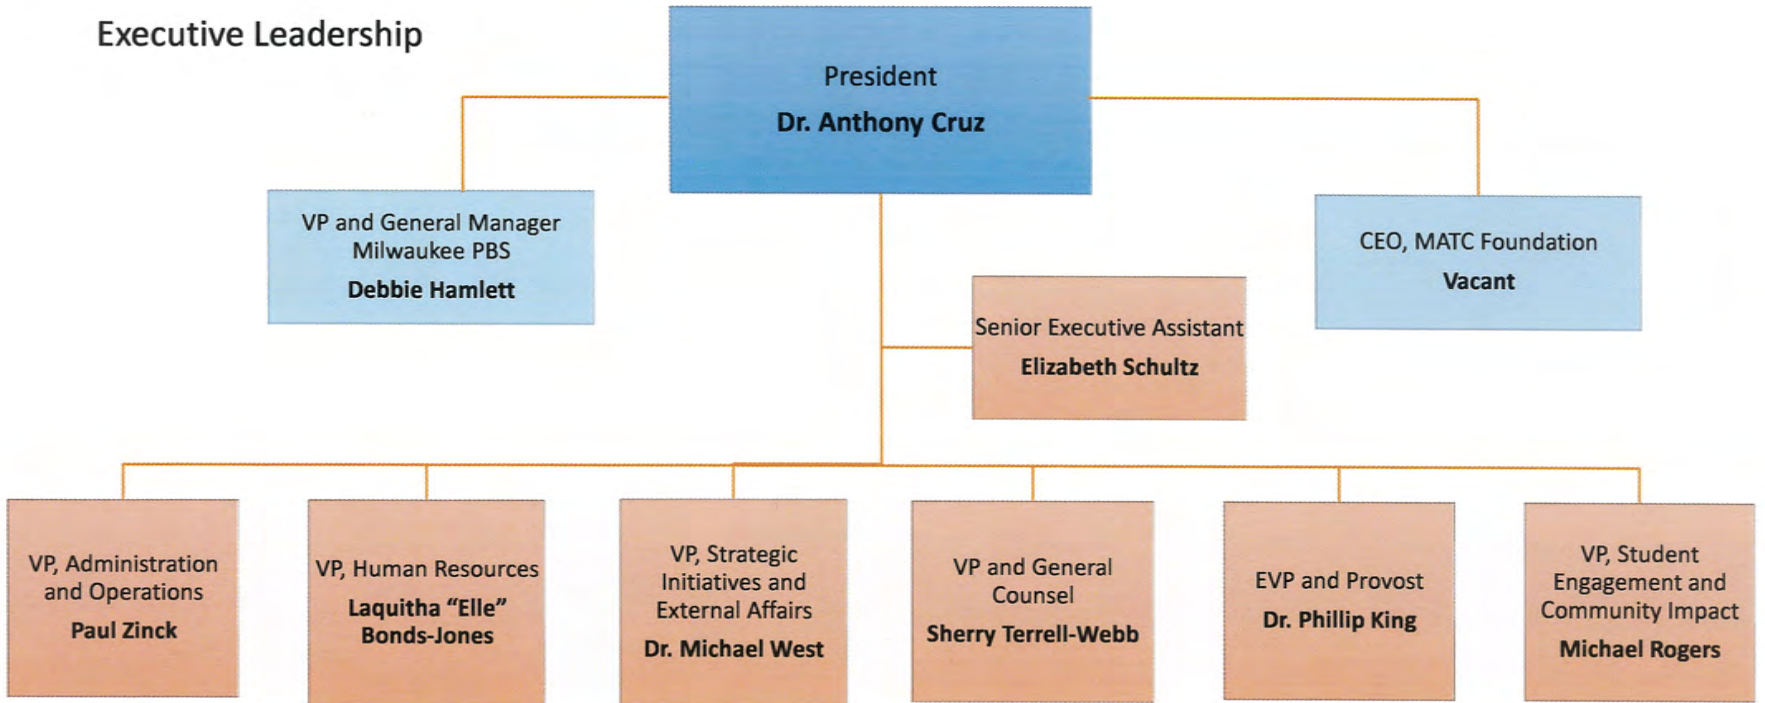 Executive Leadership
President
Dr. Anthony Cruz
VP and General Manager
Milwaukee PBS
Debbie Hamlett
CEO, MATC Foundation
Vacant
Senior Executive Assistant
Elizabeth Schultz
VP, Administration
and Operations
Paul Zinck
VP, Human Resources
Laquitha “Elle”
Bonds-Jones
VP, Strategic
Initiatives and
External Affairs
Dr. Michael West
VP and General
Counsel
Sherry Terrell-Webb
EVP and Provost
Dr. Phillip King
VP, Student
Engagement and
Community Impact
Michael Rogers